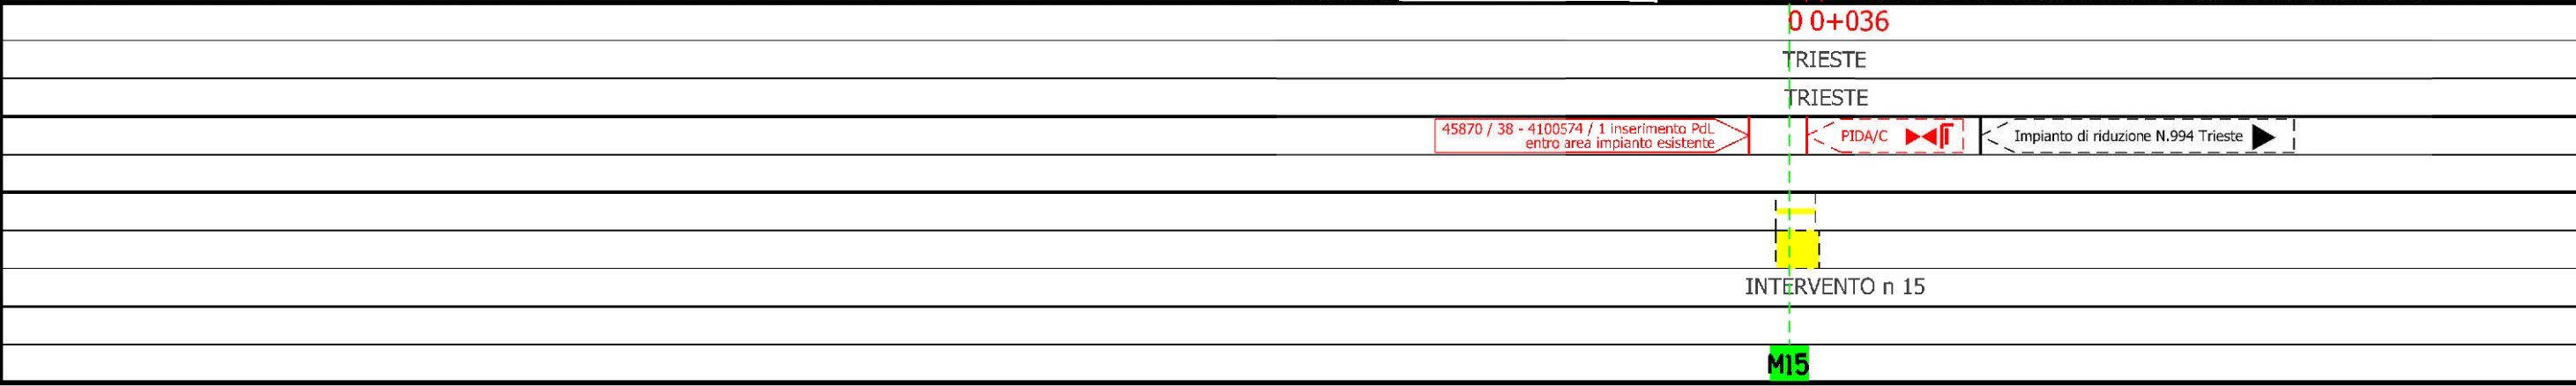 0 0+036
TRIESTE
TRIESTE
45870 / 38 - 4100574 / 1 inserimento PdL
entro area impianto esistente
PIDA/C
Impianto di riduzione N.994 Trieste
INTERVENTO n 15
M15